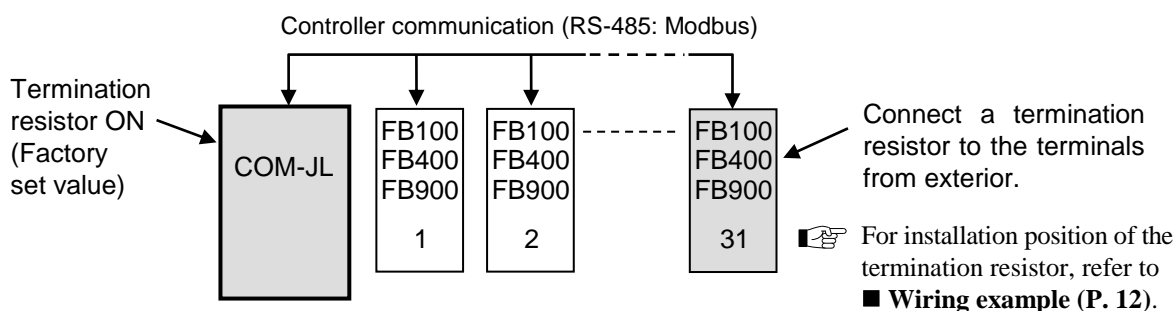 Controller communication (RS-485: Modbus)
Termination
resistor ON
(Factory
set value)
COM-JL
FB100
FB400
FB900
1
FB100
FB400
FB900
2
FB100
FB400
FB900
31
Connect a termination
resistor to the terminals
from exterior.
For installation position of the
termination resistor, refer to
■ Wiring example (P. 12).